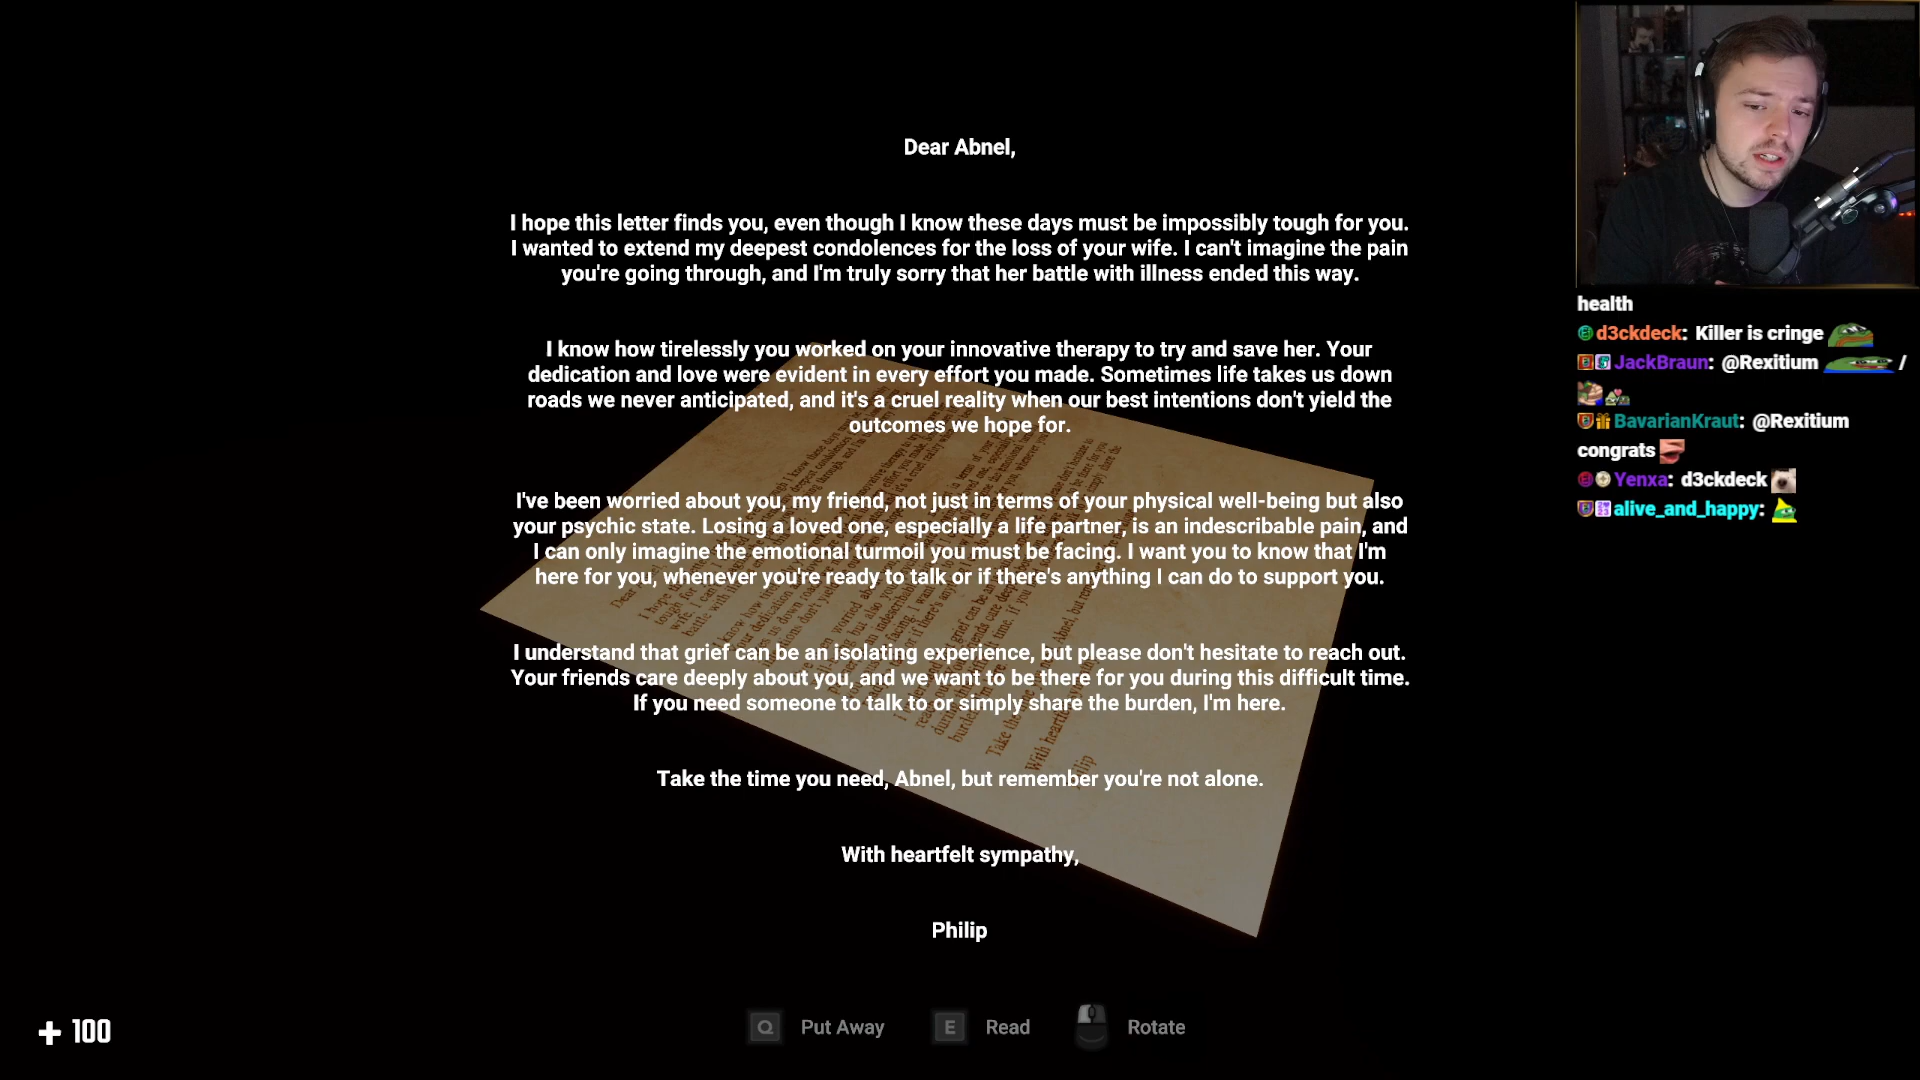 Dear Abnel,
I hope this letter finds you, even though I know these days must be impossibly tough for you.
I wanted to extend my deepest condolences for the loss of your wife. I can't imagine the pain
you're going through, and I'm truly sorry that her battle with illness ended this way.
I know how tirelessly you worked on your innovative therapy to try and save her. Your
dedication and love were evident in every effort you made. Sometimes life takes us down
roads we never anticipated, and it's a cruel reality when our best intentions don't yield the
outcomes we hope for.
I've been worried about you, my friend, not just in terms of your physical well-being but also
your psychic state. Losing a loved one, especially a life partner, is an indescribable pain, and
I can only imagine the emotional turmoil you must be facing. I want you to know that I'm
here for you, whenever you're ready to talk or if there's anything I can do to support you.
I understand that grief can be an isolating experience, but please don't hesitate to reach out.
Your friends care deeply about you, and we want to be there for you during this difficult time.
If you need someone to talk to or simply share the burden, I'm here.
Take the time you need, Abnel, but remember you're not alone.
With heartfelt sympathy,
Philip
+ 100
Q Put Away E Read Rotate
health
d3ckdeck: Killer is cringe
JackBraun: @Rexitium /
BavarianKraut: @Rexitium
congrats
Yenxa: d3ckdeck
alive_and_happy: